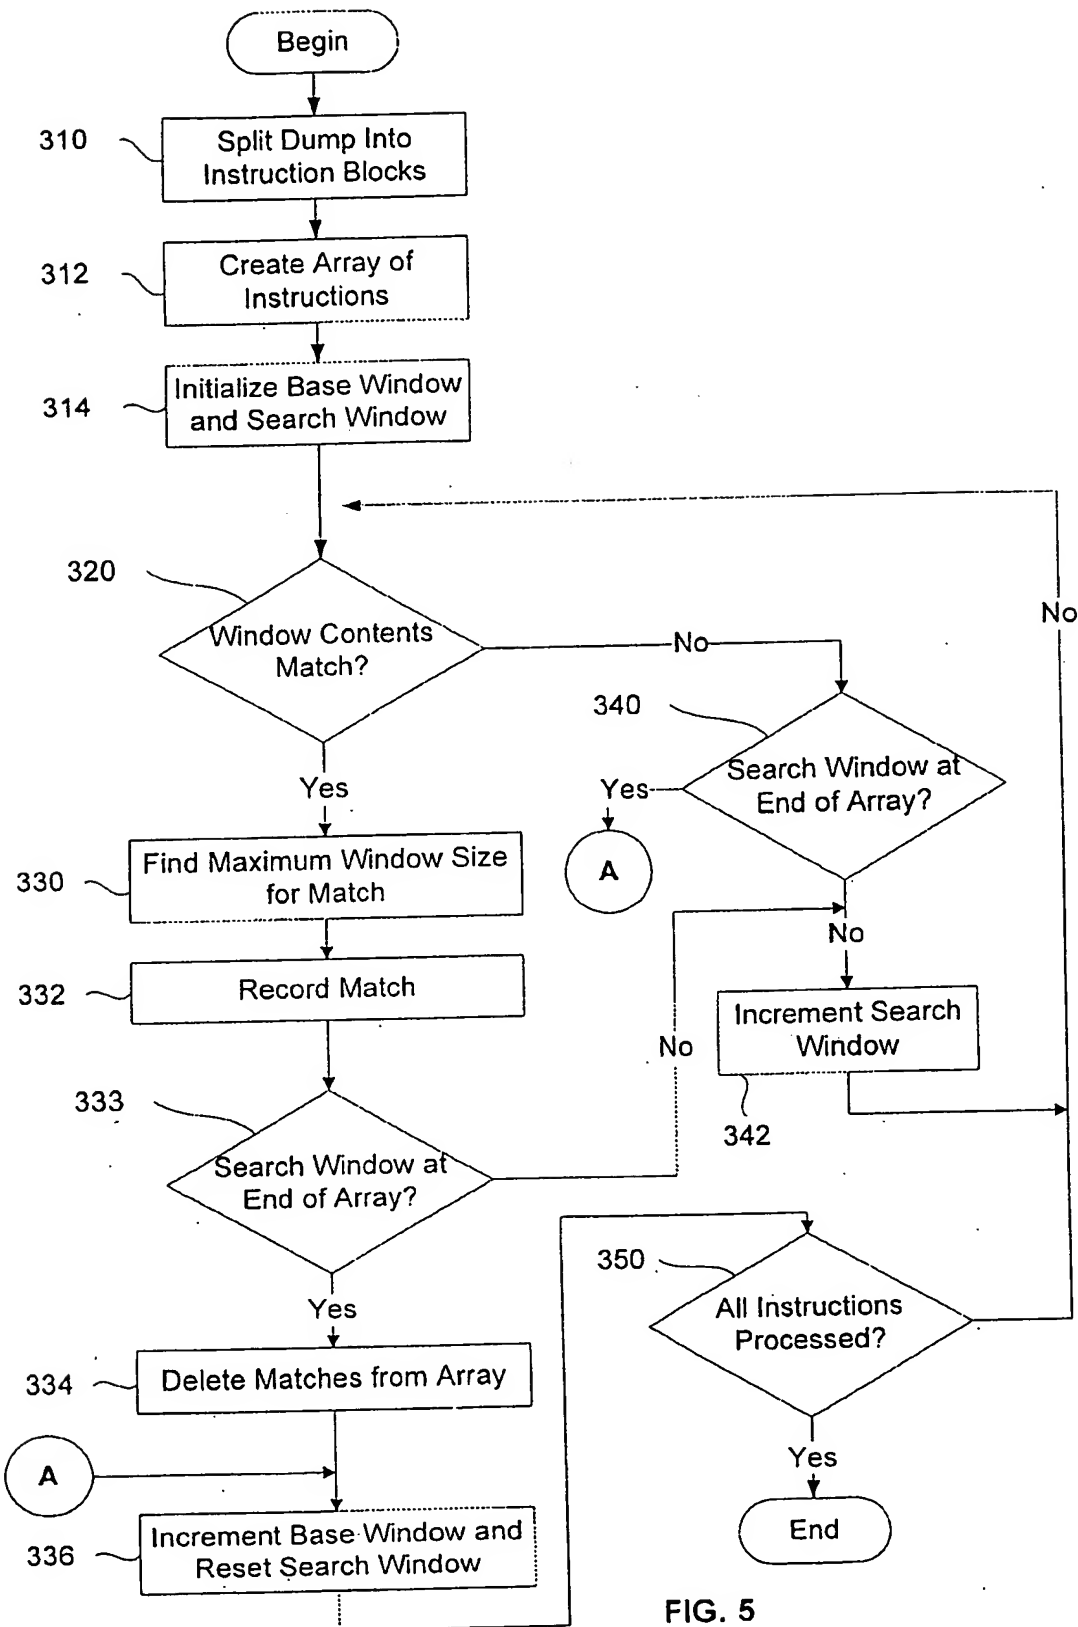 Begin
310
Split Dump Into
Instruction Blocks
312
Create Array of
Instructions
314
Initialize Base Window
and Search Window
320
Window Contents
Match?
No
No
340
Search Window at
End of Array?
Yes
Yes
A
330
Find Maximum Window Size
for Match
No
332
Record Match
Increment Search
Window
No
342
333
Search Window at
End of Array?
350
All Instructions
Processed?
Yes
334
Delete Matches from Array
A
Yes
336
Increment Base Window and
Reset Search Window
End
FIG. 5